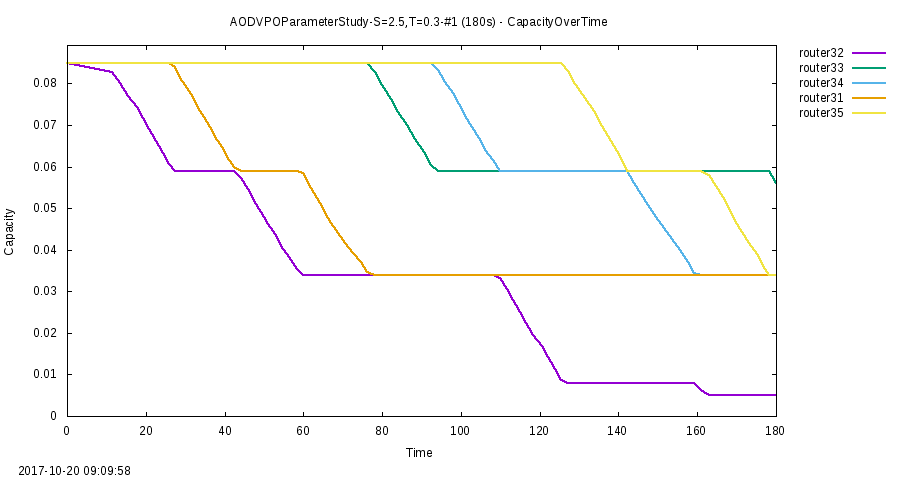 AODVPOParameterStudy-S=2.5,T=0.3-#1 (180s) - CapacityOverTime
router32
router33
router34
router31
router35
0.08
0.07
0.06
0.05
0.04
0.03
0.02
0.01
0
Capacity
0 20 40 60 80 100 120 140 160 180
Time
2017-10-20 09:09:58